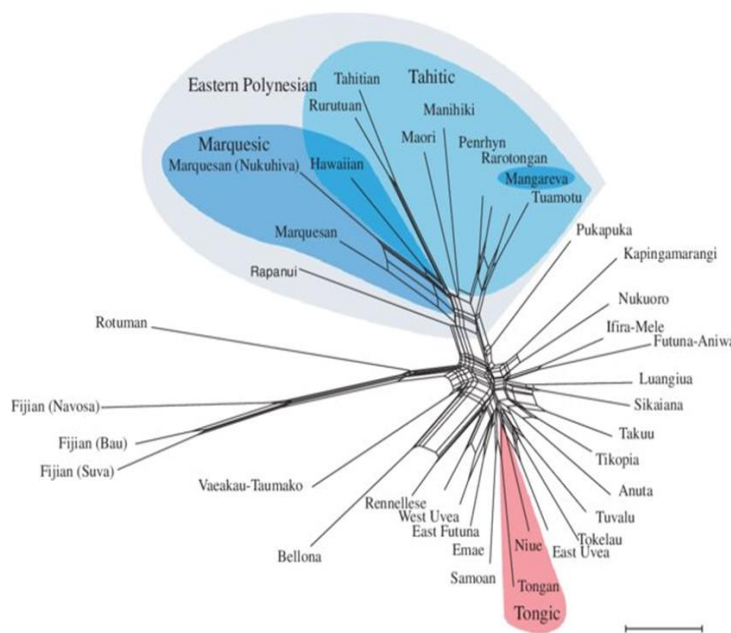 Tahitian
Tahitic
Eastern Polynesian
Rurutuan
Manihiki
Maori
Penrhyn
Marquesic
Rarotongan
Marquesan (Nukuhiva)
Hawaiian
Mangareva
Tuamotu
Marquesan
Pukapuka
Kapingamarangi
Rapanui
Nukuoro
Rotuman
Ifira-Mele
Futuna-Aniwa
Luangiua
Fijian (Navosa)
Sikaiana
Takuu
Fijian (Bau)
Tikopia
Fijian (Suva)
Vaeakau-Taumako
Anuta
Rennellese
West Uvea
Tuvalu
East Futuna
Tokelau
Niue
Emae
East Uvea
Bellona
Samoan
Tongan
Tongic